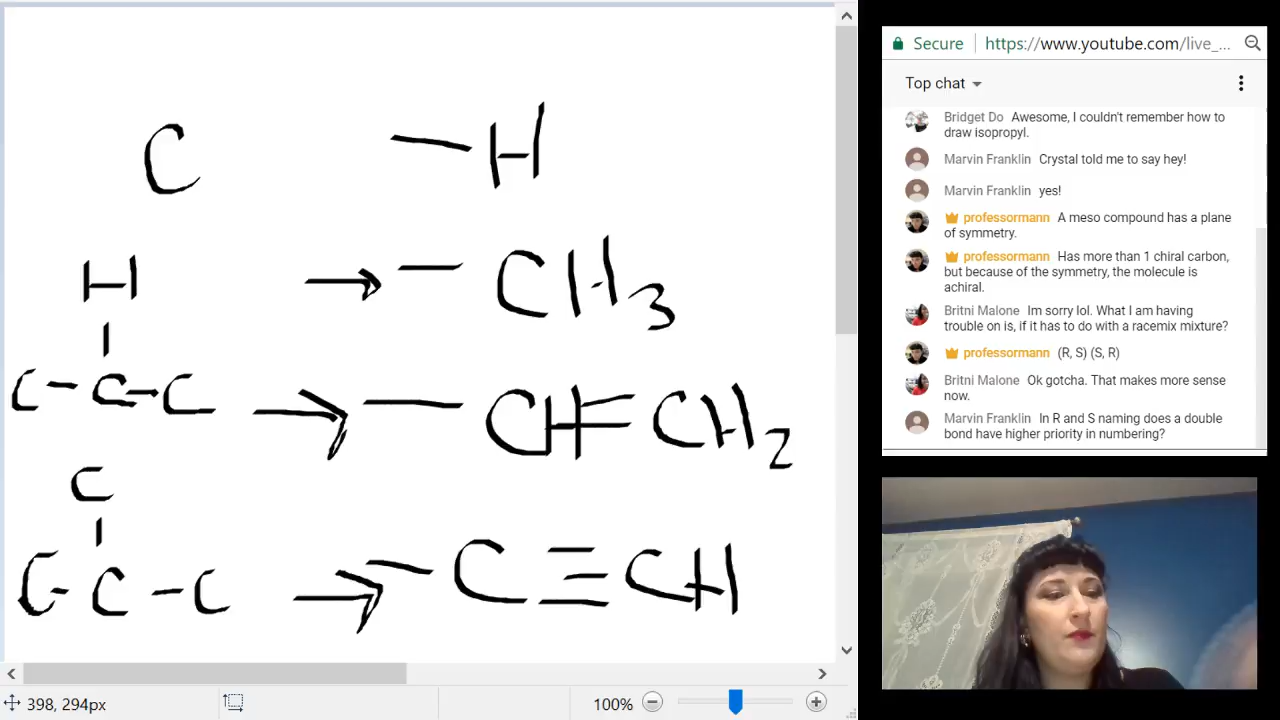 C — H
H → — CH3
|
C - C - C → — CH = CH2
C
|
C - C - C → — C ≡ CH
398, 294px
100%
Secure https://www.youtube.com/live_...
Top chat
Bridget Do Awesome, I couldn't remember how to
draw isopropyl.
Marvin Franklin Crystal told me to say hey!
Marvin Franklin yes!
professormann A meso compound has a plane
of symmetry.
professormann Has more than 1 chiral carbon,
but because of the symmetry, the molecule is
achiral.
Britni Malone Im sorry lol. What I am having
trouble on is, if it has to do with a racemix mixture?
professormann (R, S) (S, R)
Britni Malone Ok gotcha. That makes more sense
now.
Marvin Franklin In R and S naming does a double
bond have higher priority in numbering?